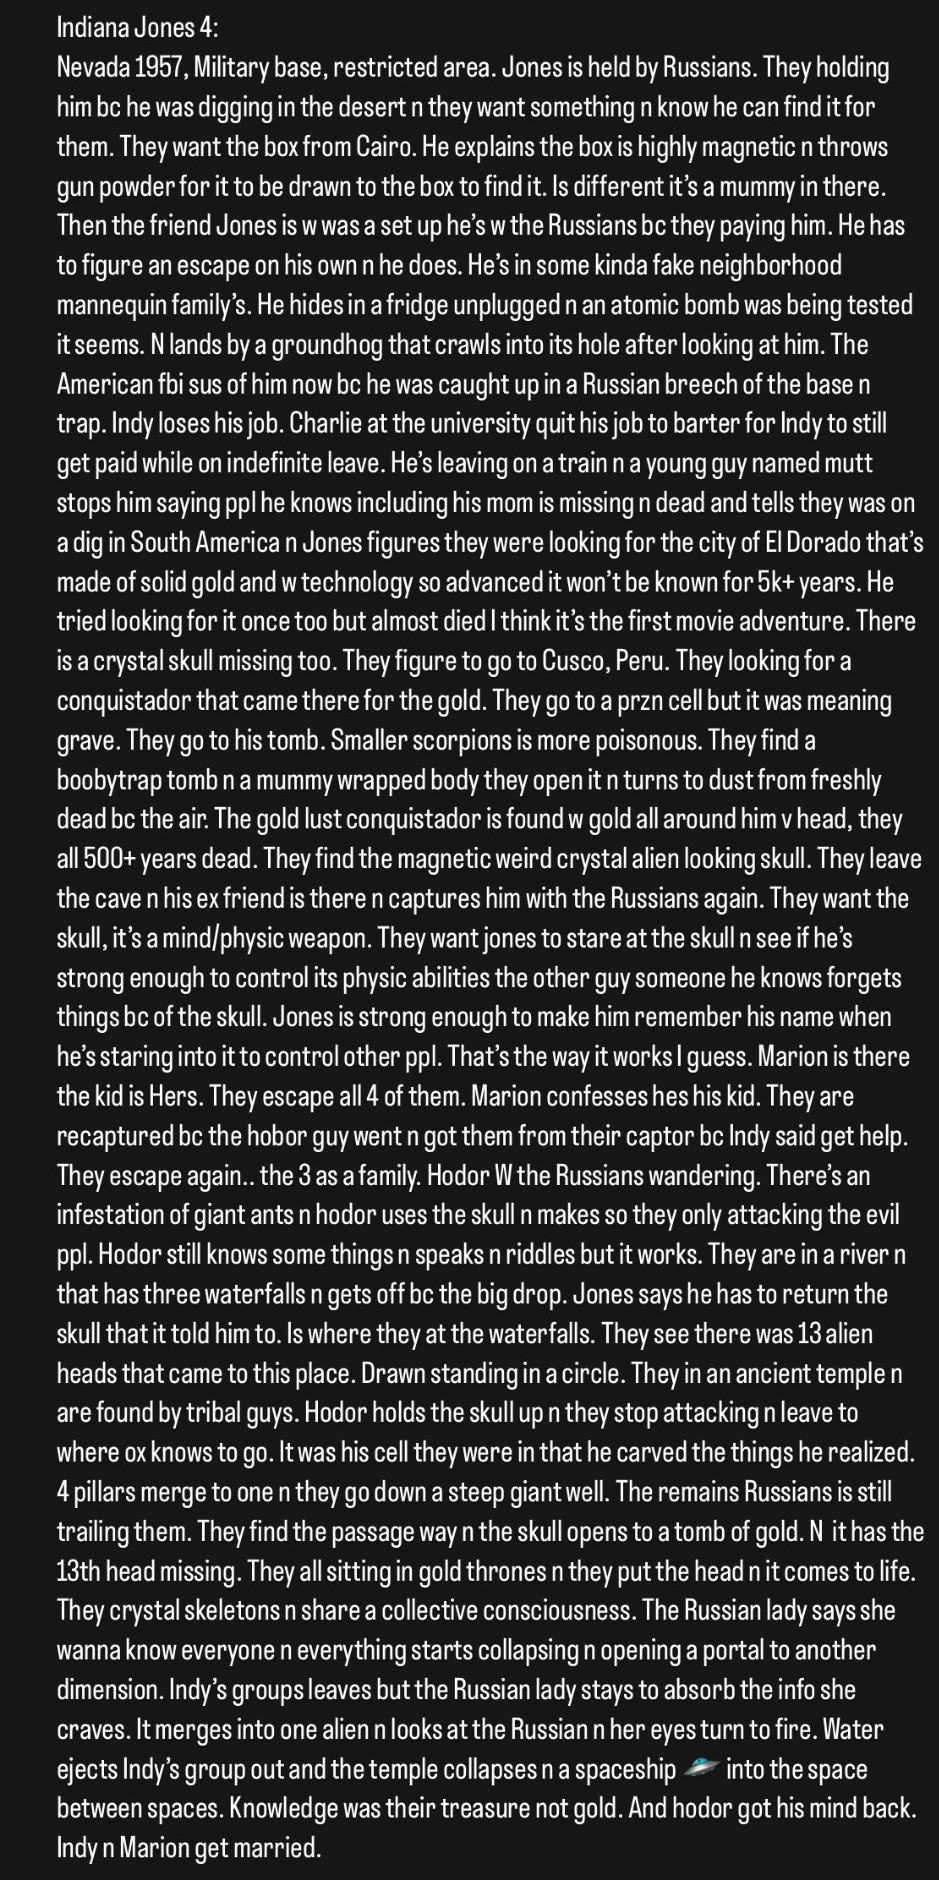 Indiana Jones 4:
Nevada 1957, Military base, restricted area. Jones is held by Russians. They holding
him bc he was digging in the desert n they want something n know he can find it for
them. They want the box from Cairo. He explains the box is highly magnetic n throws
gun powder for it to be drawn to the box to find it. Is different it’s a mummy in there.
Then the friend Jones is w was a set up he’s w the Russians bc they paying him. He has
to figure an escape on his own n he does. He’s in some kinda fake neighborhood
mannequin family’s. He hides in a fridge unplugged n an atomic bomb was being tested
it seems. N lands by a groundhog that crawls into its hole after looking at him. The
American fbi sus of him now bc he was caught up in a Russian breech of the base n
trap. Indy loses his job. Charlie at the university quit his job to barter for Indy to still
get paid while on indefinite leave. He’s leaving on a train n a young guy named mutt
stops him saying ppl he knows including his mom is missing n dead and tells they was on
a dig in South America n Jones figures they were looking for the city of El Dorado that’s
made of solid gold and w technology so advanced it won’t be known for 5k+ years. He
tried looking for it once too but almost died I think it’s the first movie adventure. There
is a crystal skull missing too. They figure to go to Cusco, Peru. They looking for a
conquistador that came there for the gold. They go to a przn cell but it was meaning
grave. They go to his tomb. Smaller scorpions is more poisonous. They find a
boobytrap tomb n a mummy wrapped body they open it n turns to dust from freshly
dead bc the air. The gold lust conquistador is found w gold all around him v head, they
all 500+ years dead. They find the magnetic weird crystal alien looking skull. They leave
the cave n his ex friend is there n captures him with the Russians again. They want the
skull, it’s a mind/physic weapon. They want jones to stare at the skull n see if he’s
strong enough to control its physic abilities the other guy someone he knows forgets
things bc of the skull. Jones is strong enough to make him remember his name when
he’s staring into it to control other ppl. That’s the way it works I guess. Marion is there
the kid is Hers. They escape all 4 of them. Marion confesses hes his kid. They are
recaptured bc the hobor guy went n got them from their captor bc Indy said get help.
They escape again.. the 3 as a family. Hodor W the Russians wandering. There’s an
infestation of giant ants n hodor uses the skull n makes so they only attacking the evil
ppl. Hodor still knows some things n speaks n riddles but it works. They are in a river n
that has three waterfalls n gets off bc the big drop. Jones says he has to return the
skull that it told him to. Is where they at the waterfalls. They see there was 13 alien
heads that came to this place. Drawn standing in a circle. They in an ancient temple n
are found by tribal guys. Hodor holds the skull up n they stop attacking n leave to
where ox knows to go. It was his cell they were in that he carved the things he realized.
4 pillars merge to one n they go down a steep giant well. The remains Russians is still
trailing them. They find the passage way n the skull opens to a tomb of gold. N it has the
13th head missing. They all sitting in gold thrones n they put the head n it comes to life.
They crystal skeletons n share a collective consciousness. The Russian lady says she
wanna know everyone n everything starts collapsing n opening a portal to another
dimension. Indy’s groups leaves but the Russian lady stays to absorb the info she
craves. It merges into one alien n looks at the Russian n her eyes turn to fire. Water
ejects Indy’s group out and the temple collapses n a spaceship 🛸 into the space
between spaces. Knowledge was their treasure not gold. And hodor got his mind back.
Indy n Marion get married.